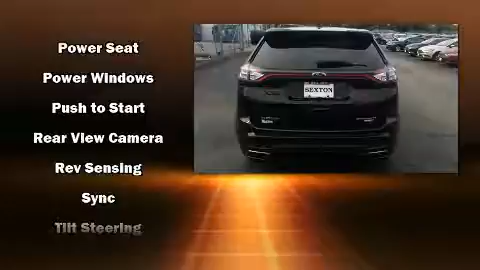 Power Seat
Power Windows
Push to Start
Rear View Camera
Rev Sensing
Sync
Tilt Steering
SEXTON